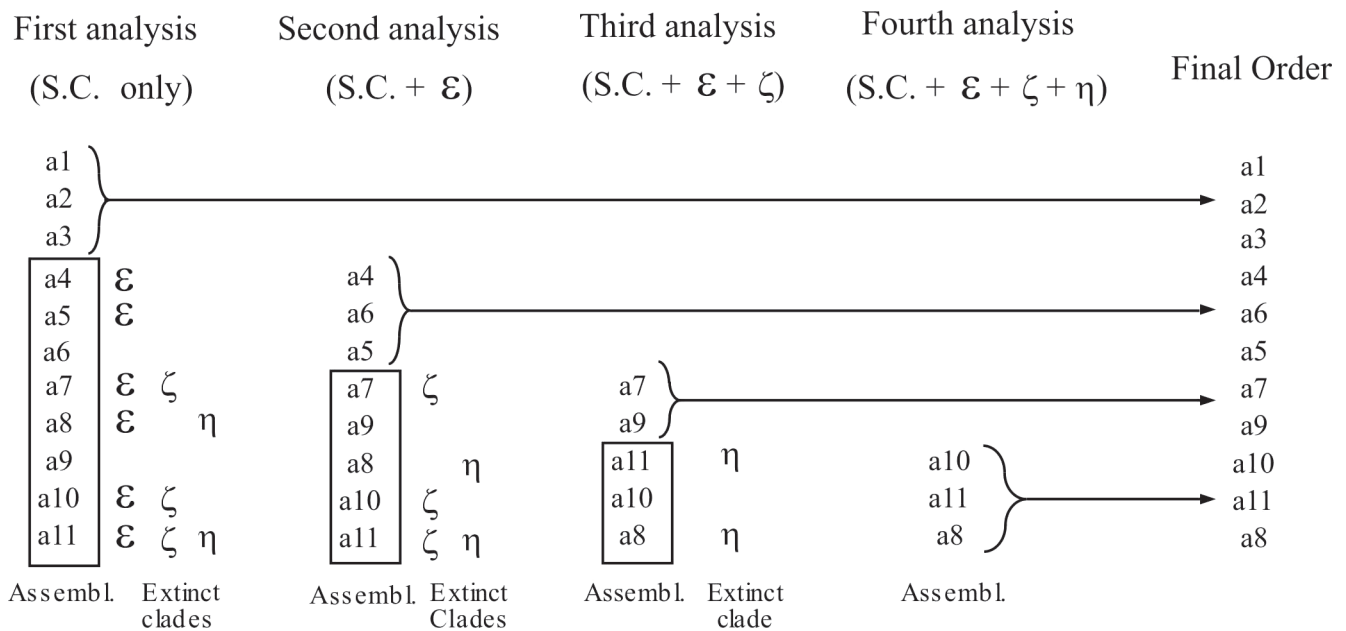 First analysis Second analysis Third analysis Fourth analysis
Final Order
(S.C. only) (S.C. + ε) (S.C. + ε + ζ) (S.C. + ε + ζ + η)
a1 a1
a2 a2
a3 a3
a4 ε a4 a4
a5 ε a6 a6
a6 a5 a5
a7 ε ζ a7 ζ a7 a7
a8 ε η a9 a9 a9
a9 a8 η a11 η a10 a10
a10 ε ζ a10 ζ a10 a11 a11
a11 ε ζ η a11 ζ η a8 η a8 a8
Assembl. Extinct Assembl. Extinct Assembl. Extinct Assembl.
clades Clades clade